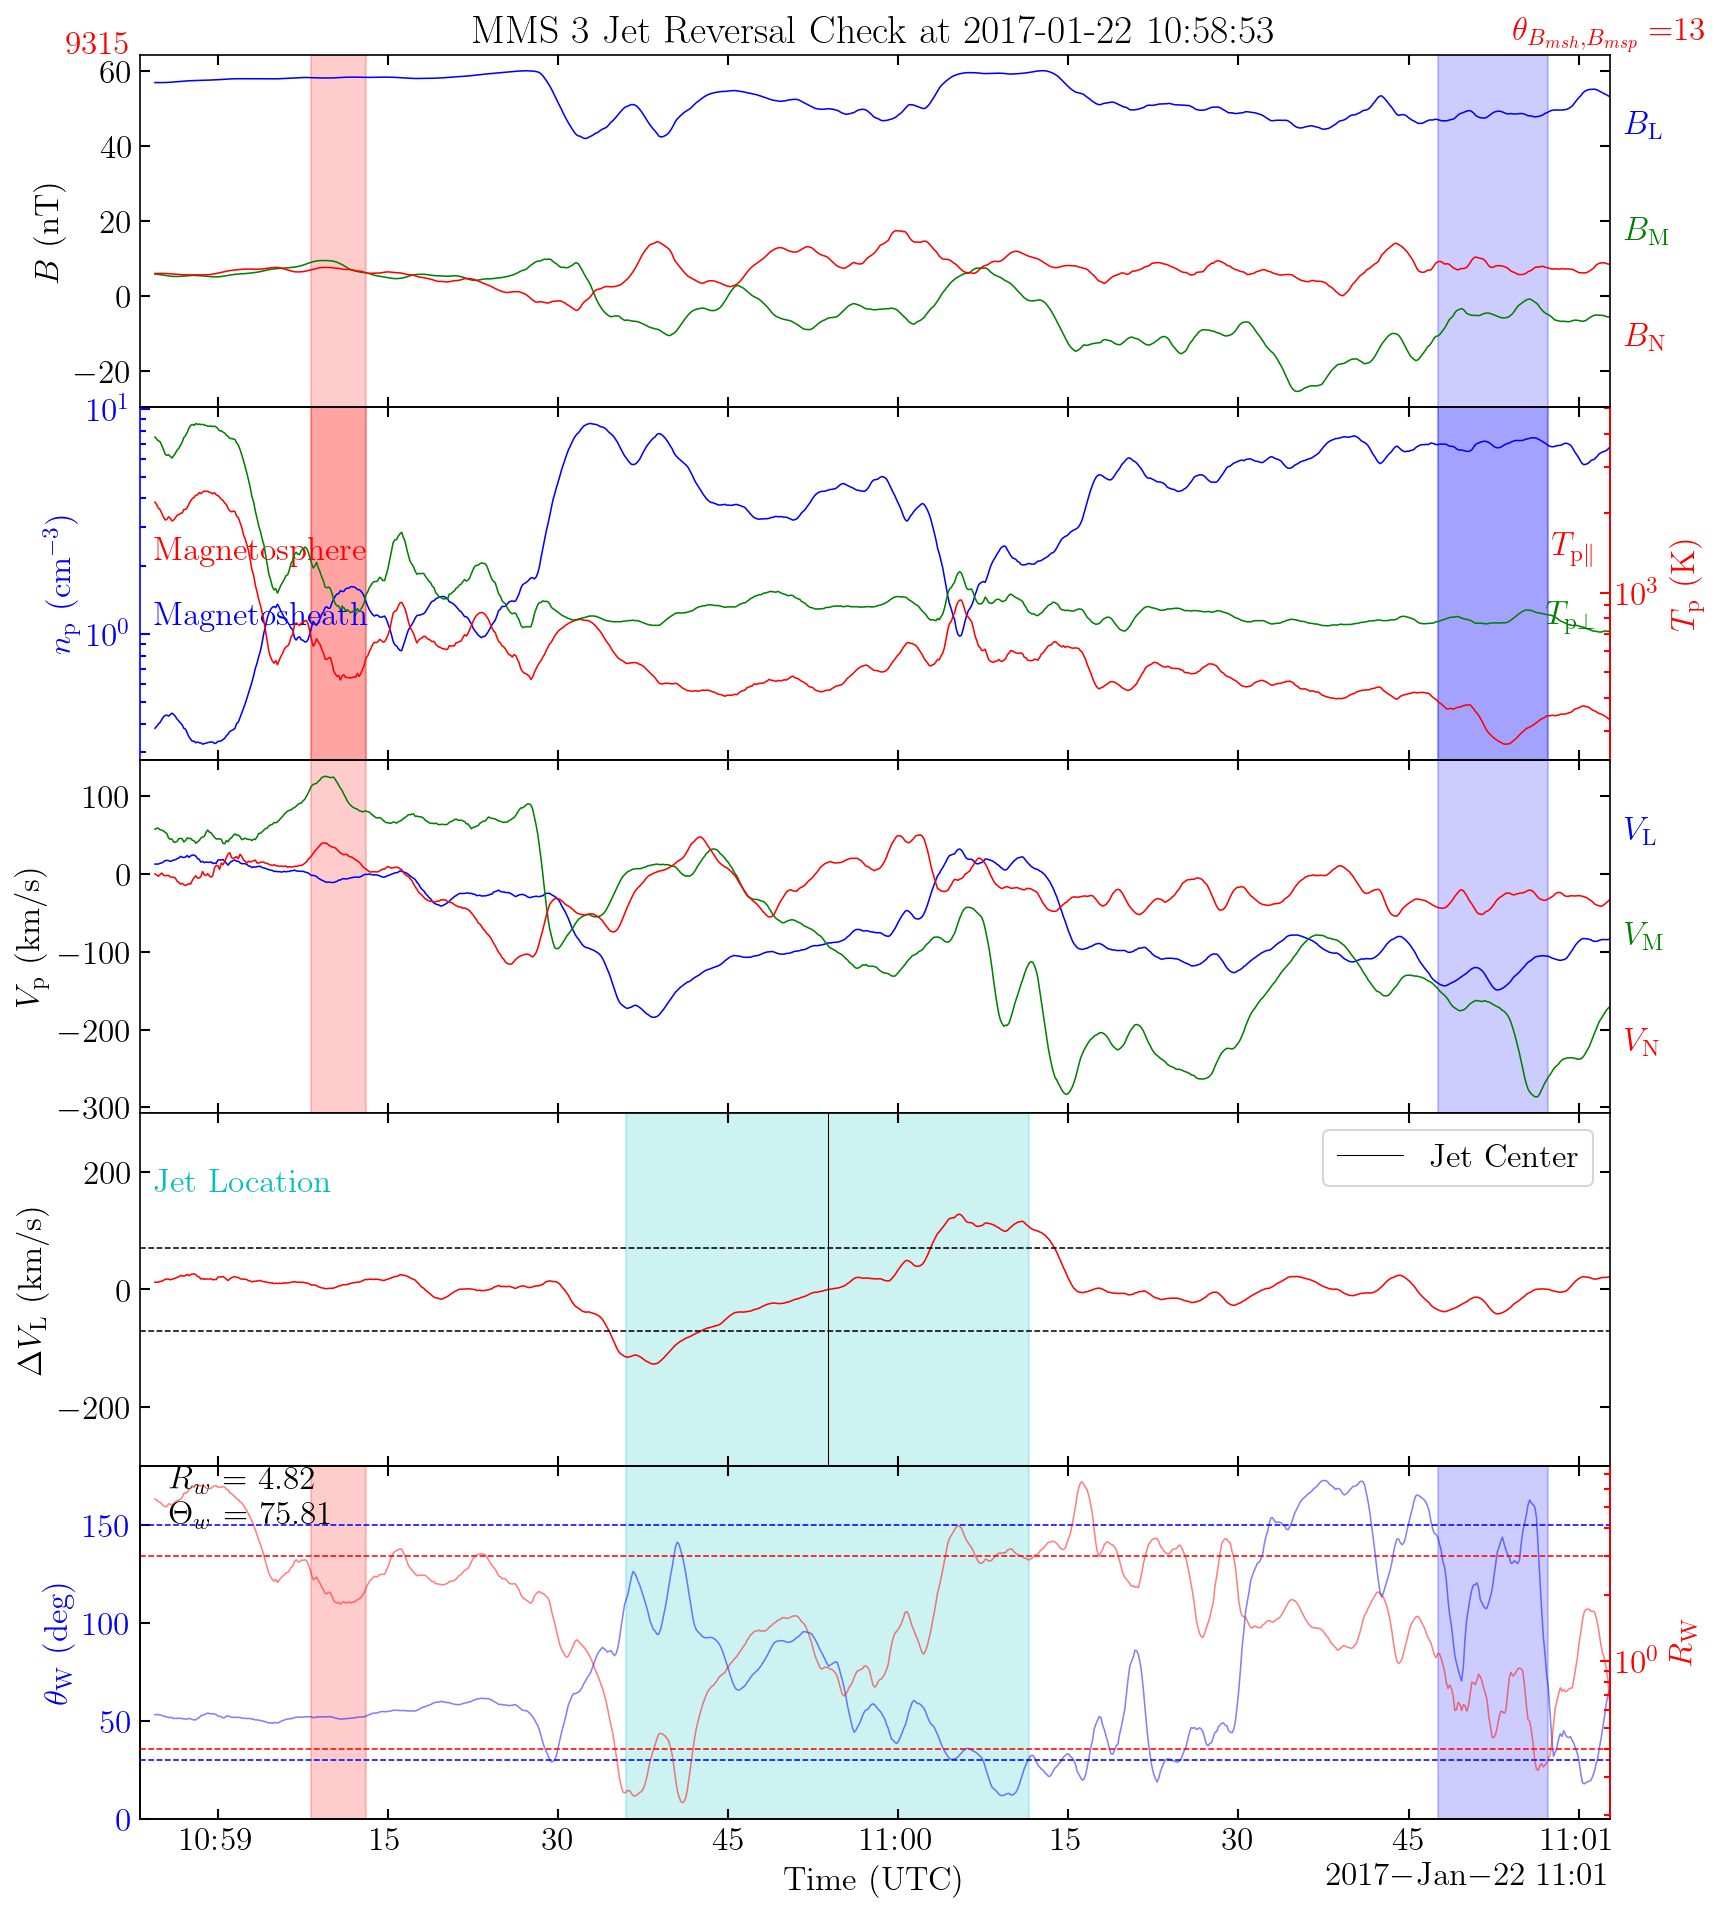 MMS 3 Jet Reversal Check at 2017-01-22 10:58:53
9315
θ_{B_{msh},B_{msp}} =13
60
40
20
0
−20
B (nT)
B_L
B_M
B_N
10^1
10^0
n_p (cm^{−3})
Magnetosphere
Magnetosheath
T_{p∥}
T_{p⊥}
10^3
T_p (K)
100
0
−100
−200
−300
V_p (km/s)
V_L
V_M
V_N
200
0
−200
ΔV_L (km/s)
Jet Location
Jet Center
R_w = 4.82
Θ_w = 75.81
150
100
50
0
θ_W (deg)
10^0
R_W
10:59 15 30 45 11:00 15 30 45 11:01
Time (UTC)
2017−Jan−22 11:01